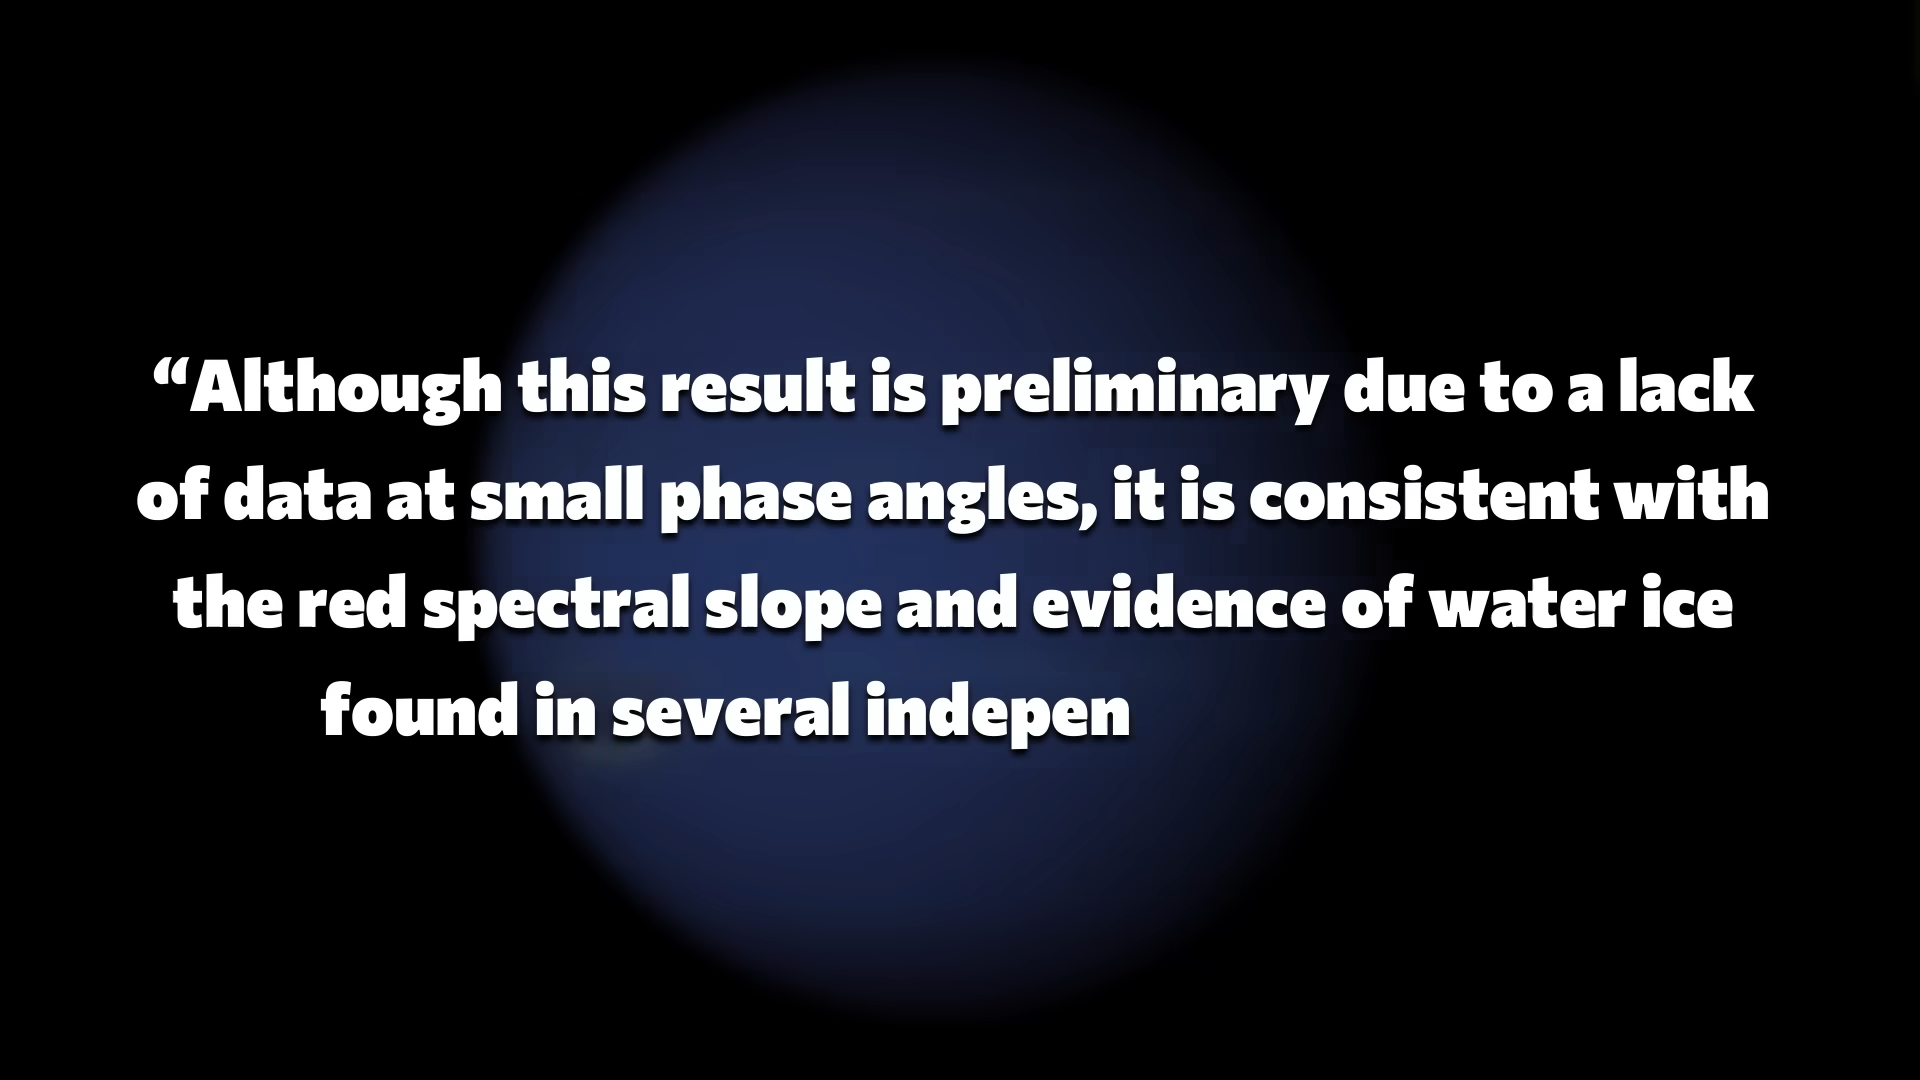 “Although this result is preliminary due to a lack
of data at small phase angles, it is consistent with
the red spectral slope and evidence of water ice
found in several indepen